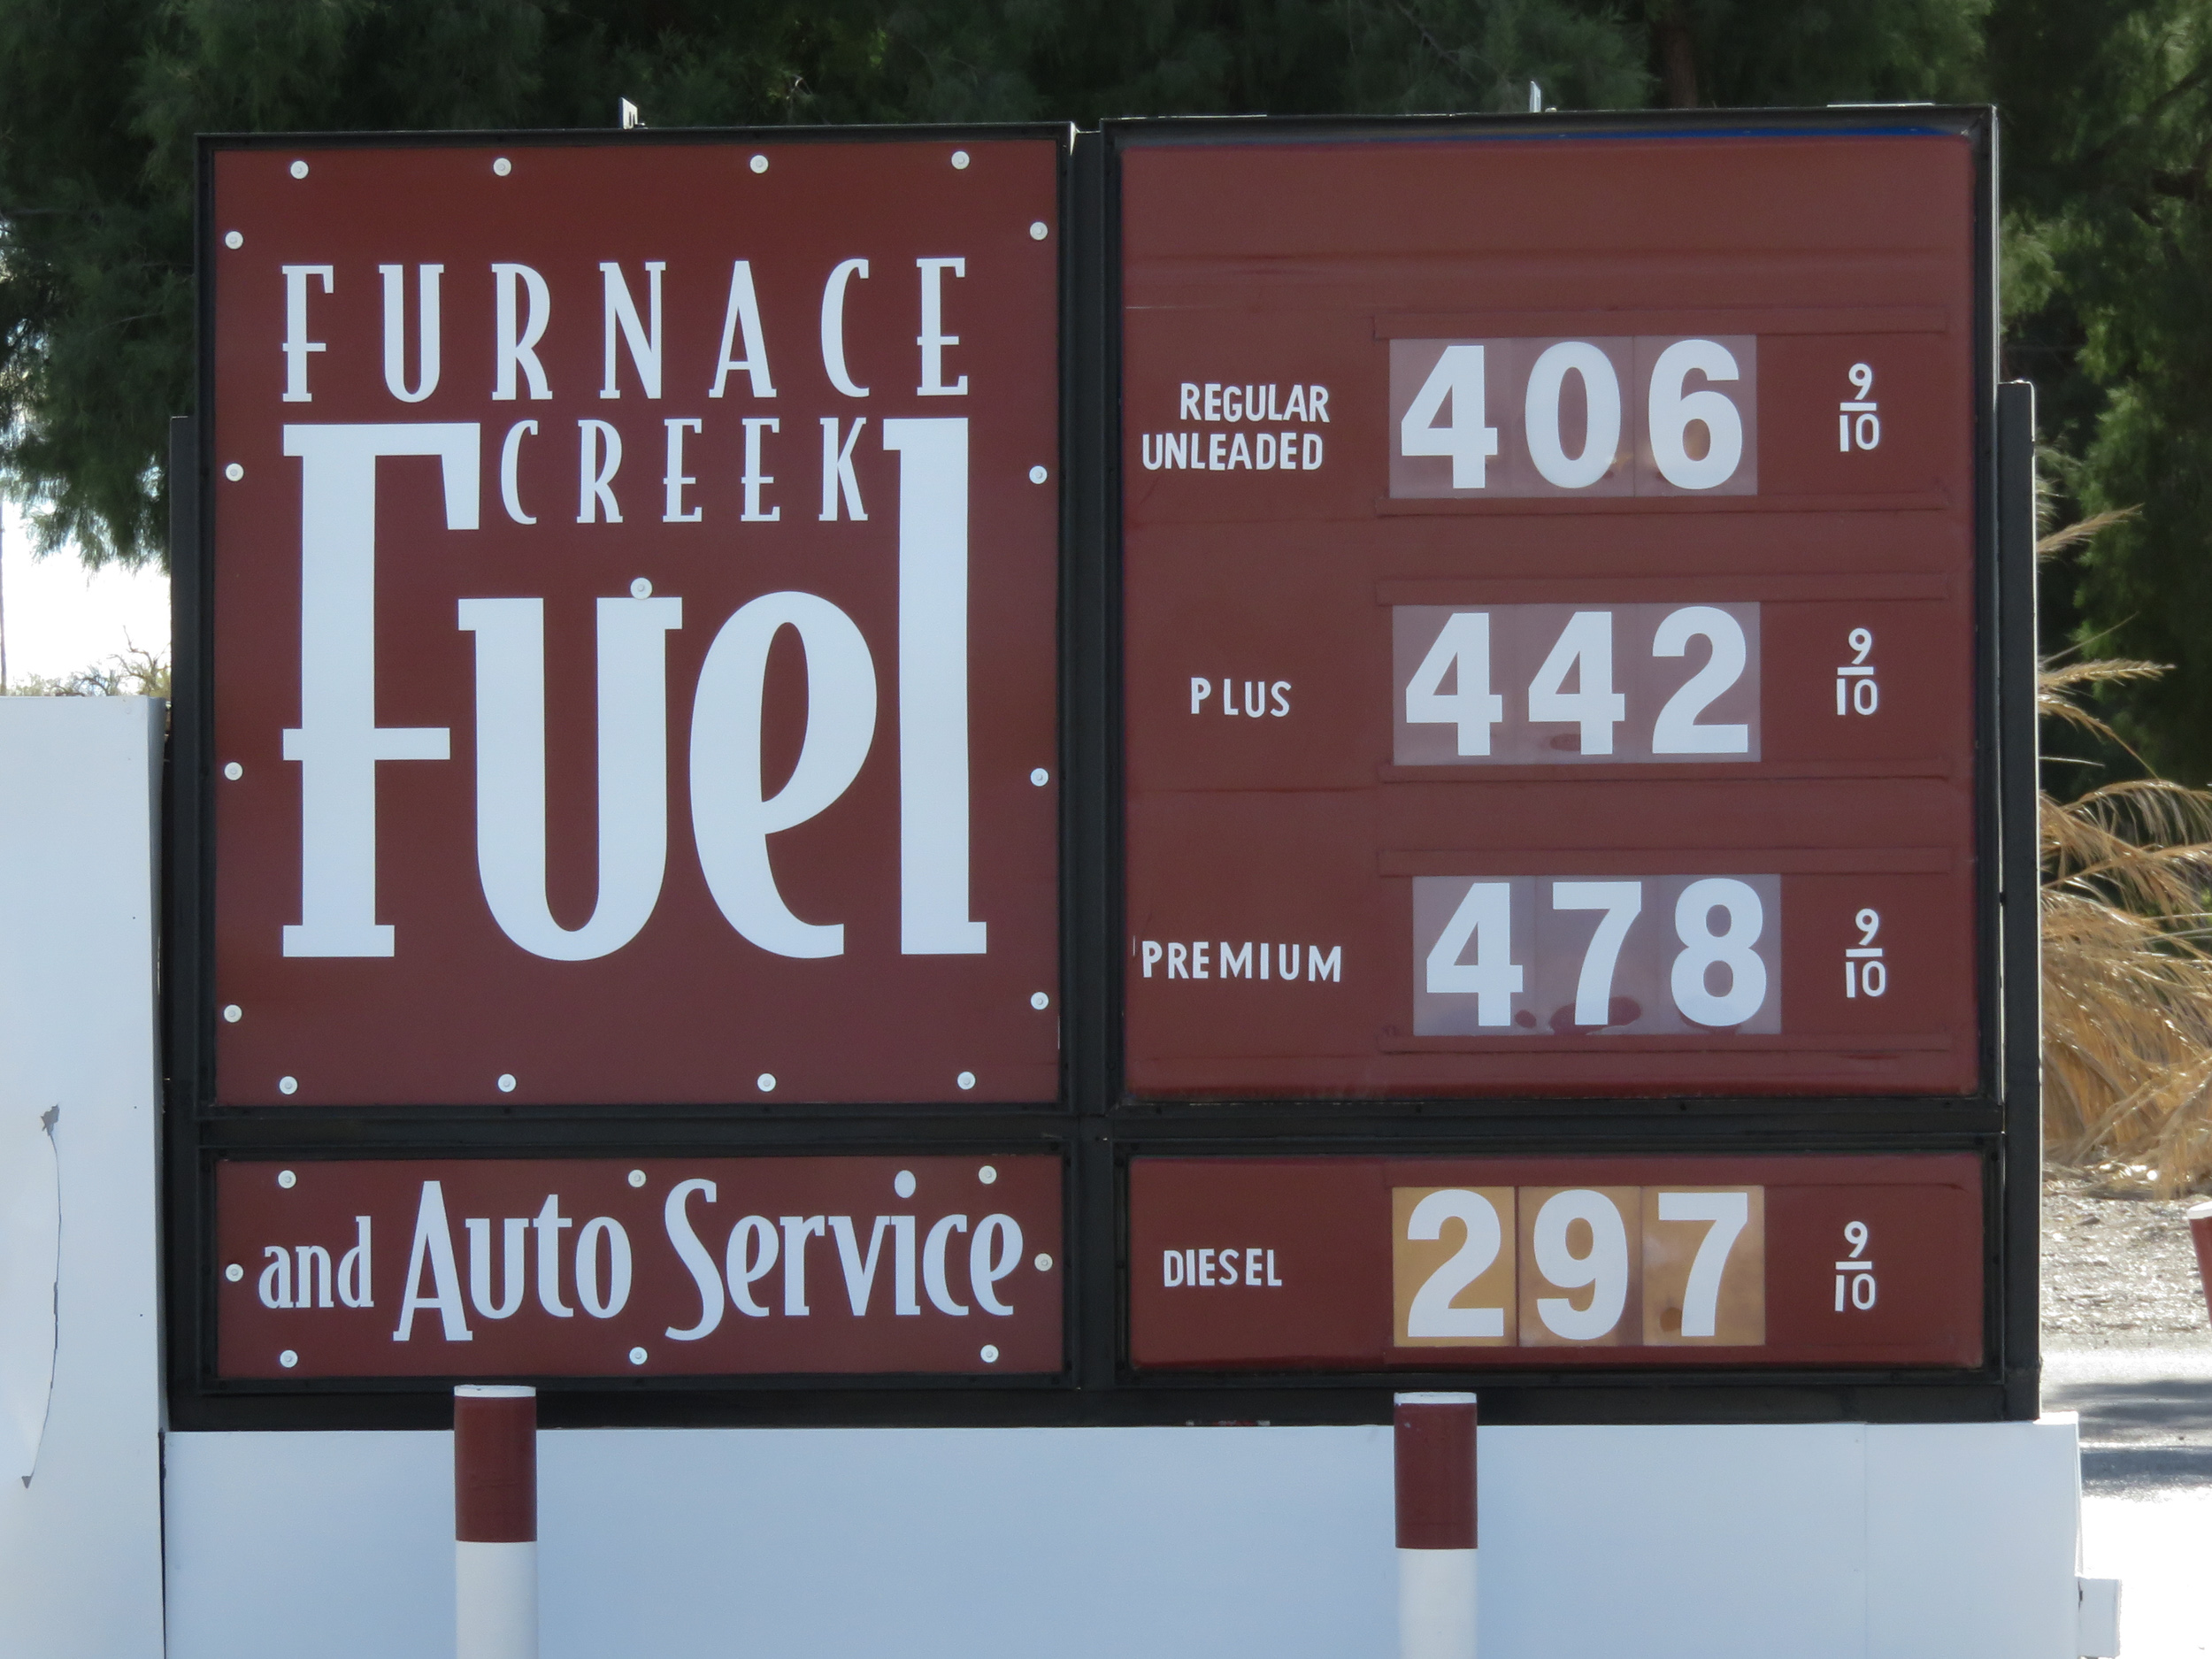 FURNACE
CREEK
Fuel
and Auto Service
REGULAR
UNLEADED
406 9/10
PLUS
442 9/10
PREMIUM
478 9/10
DIESEL
297 9/10